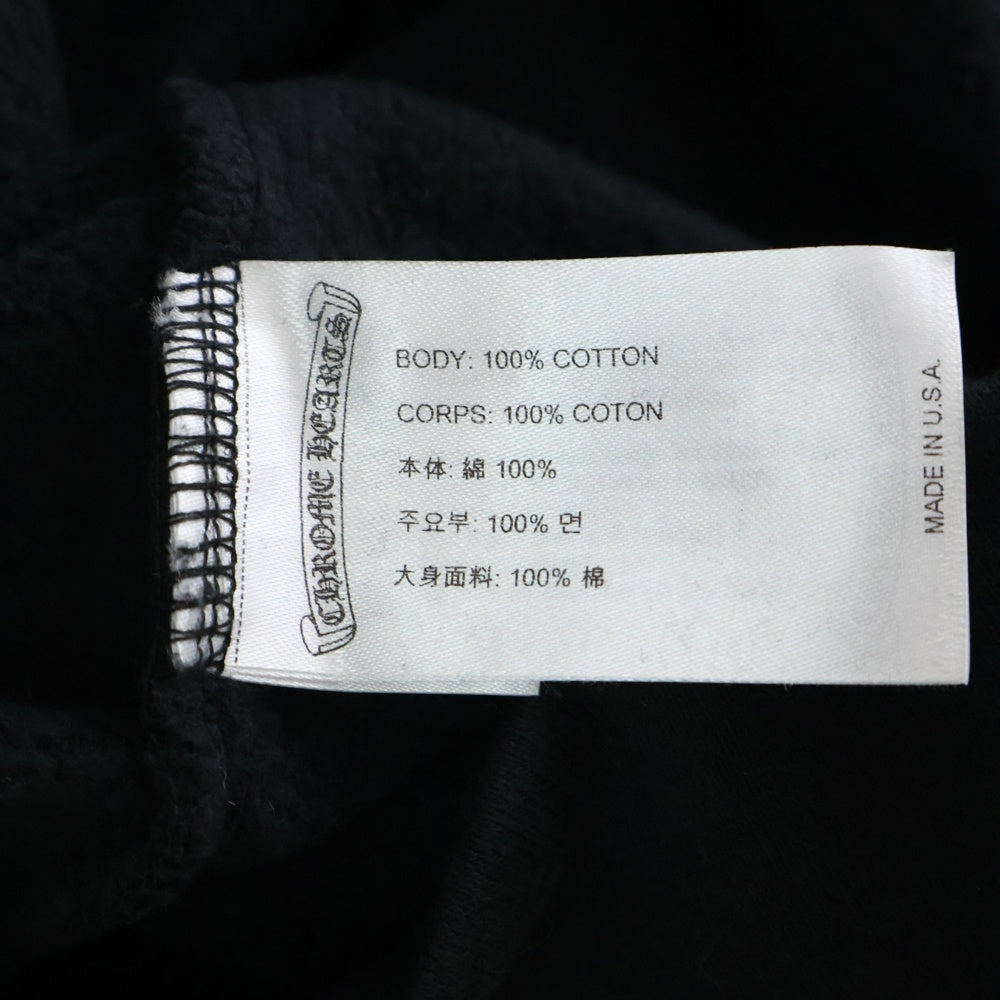 CHROME HEARTS
BODY: 100% COTTON
CORPS: 100% COTON
本体: 綿 100%
주요부: 100% 면
大身面料: 100% 棉
MADE IN U.S.A.